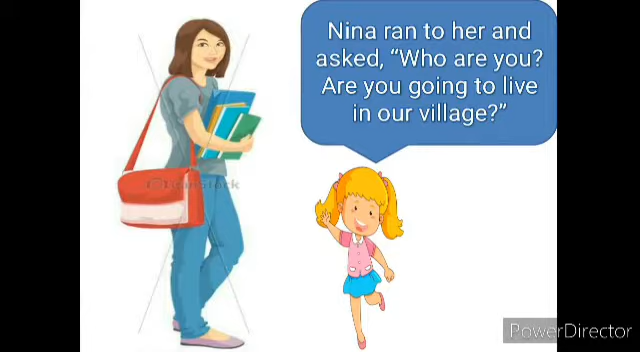 Nina ran to her and
asked, “Who are you?
Are you going to live
in our village?”
PowerDirector